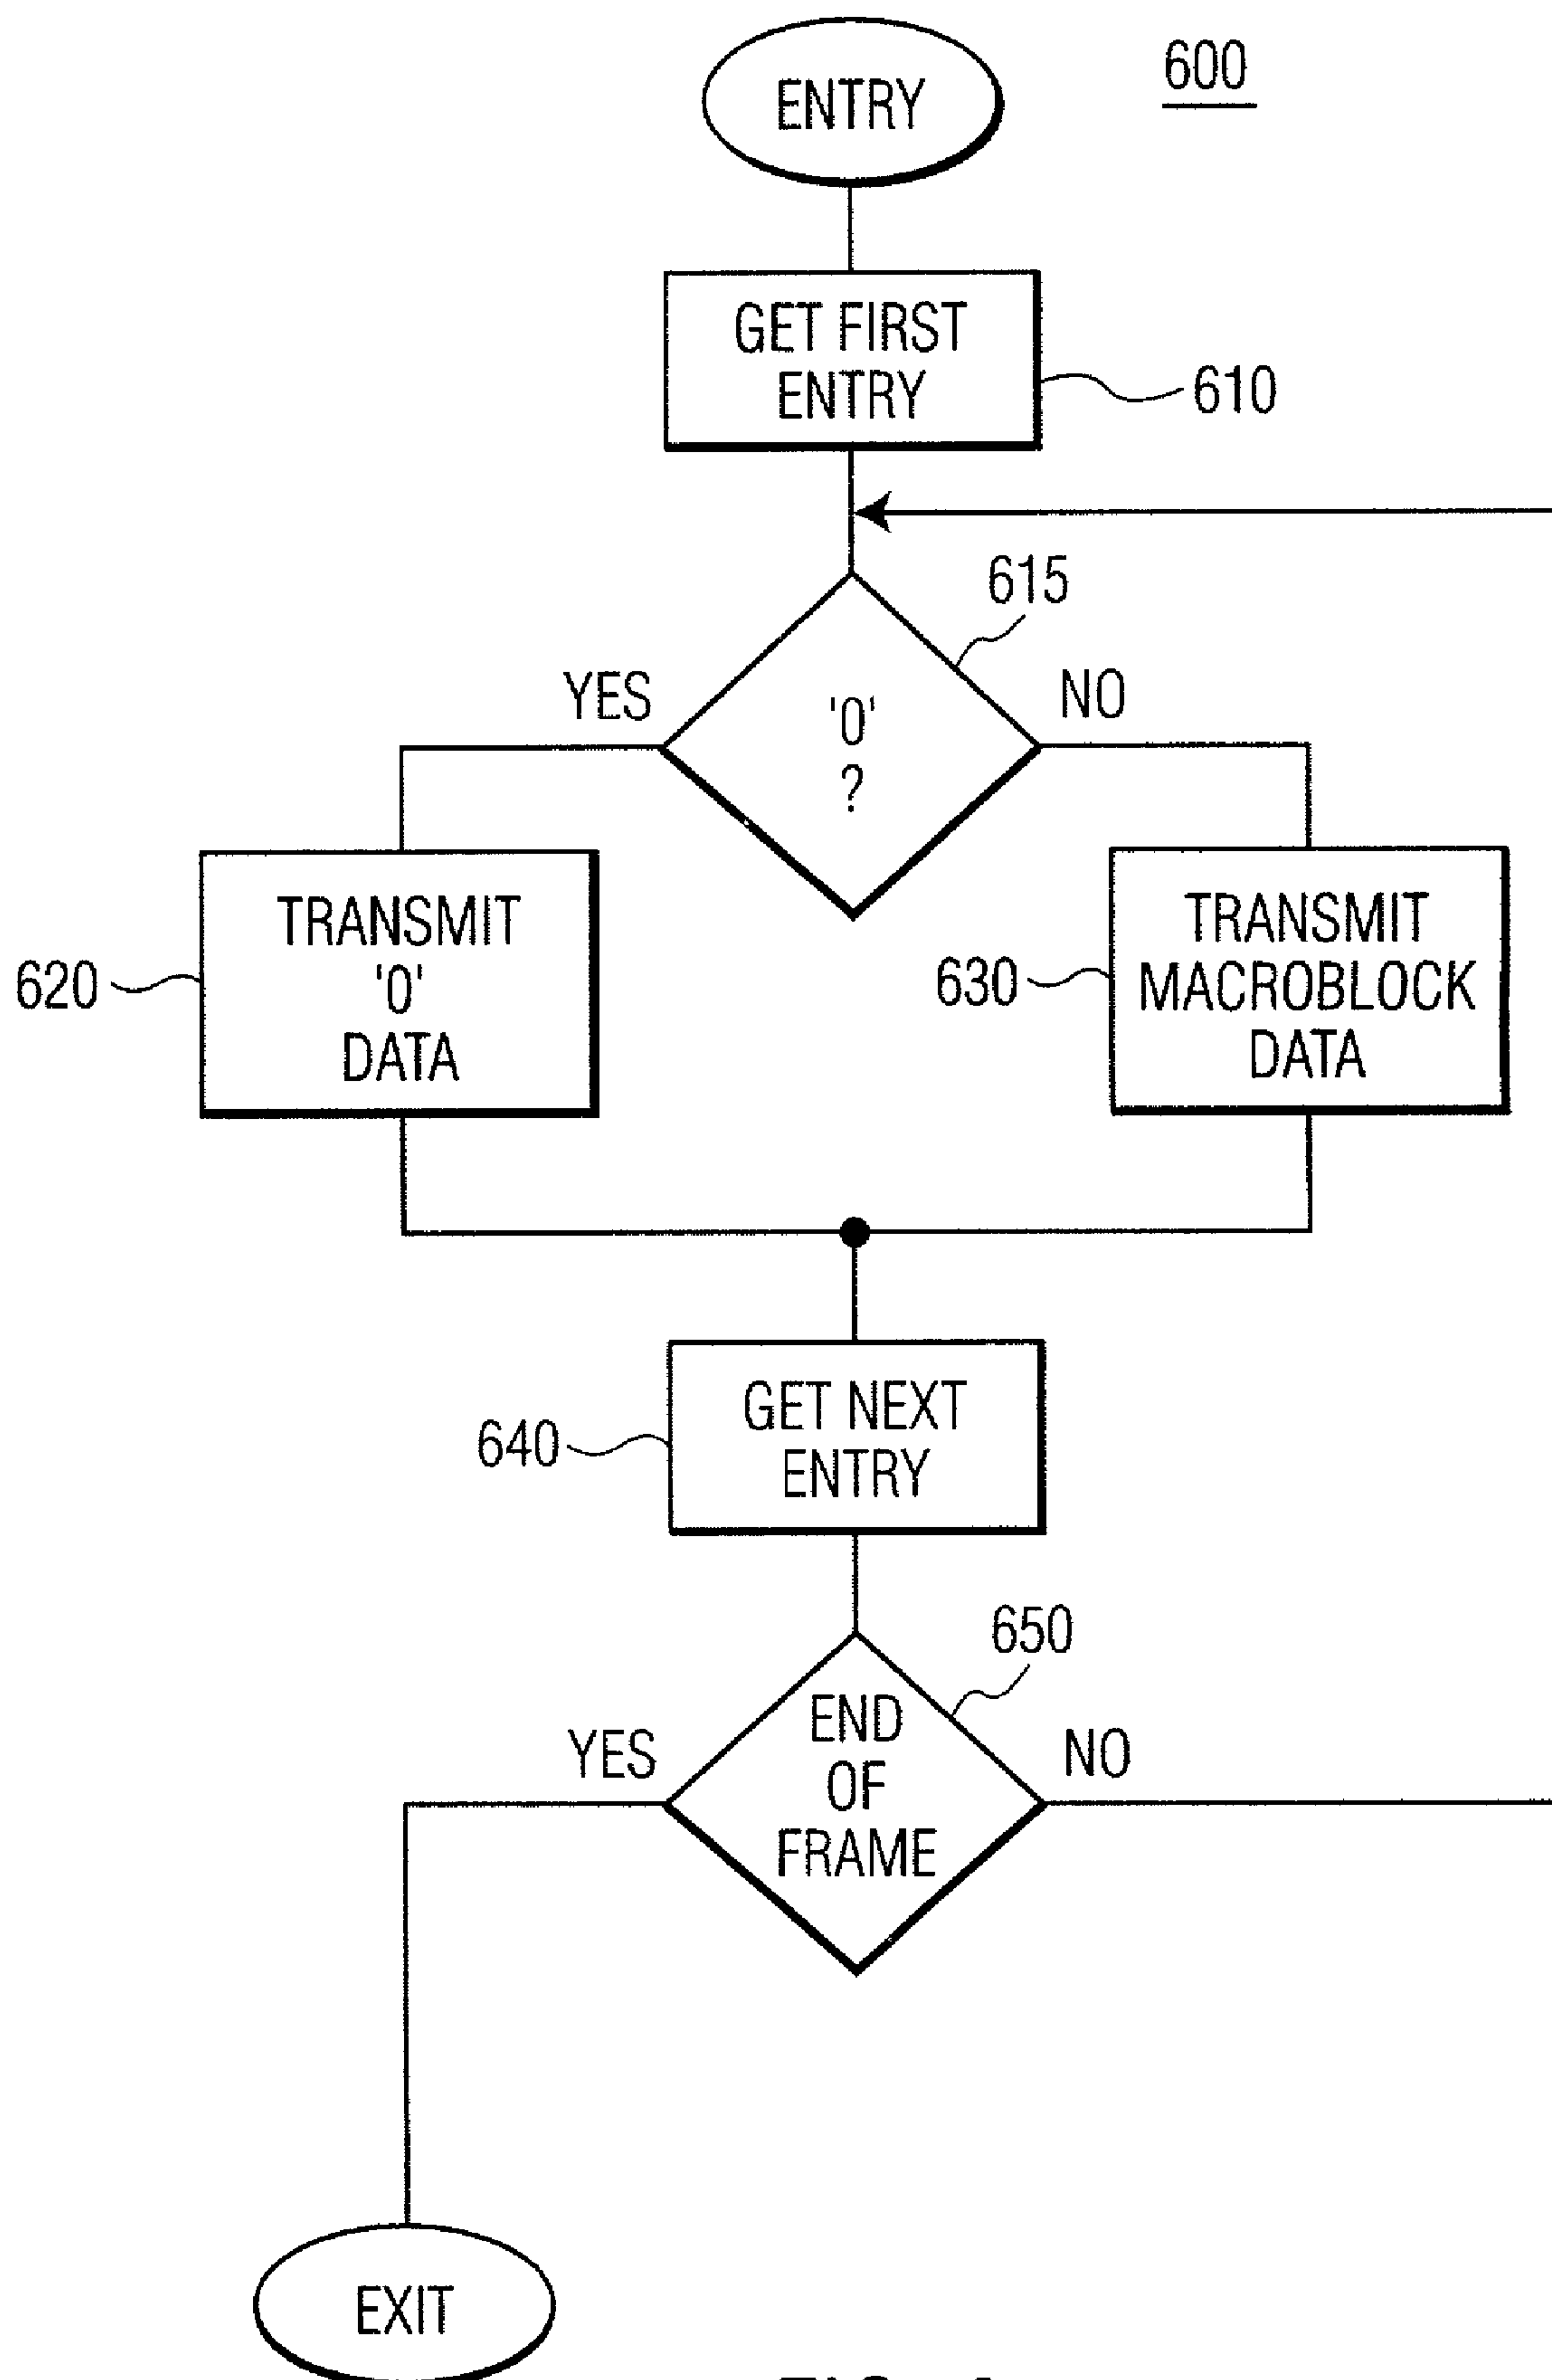 ENTRY
600
GET FIRST
ENTRY
610
615
YES
NO
'0'
?
TRANSMIT
'0'
DATA
620
TRANSMIT
MACROBLOCK
DATA
630
GET NEXT
ENTRY
640
650
YES
NO
END
OF
FRAME
EXIT